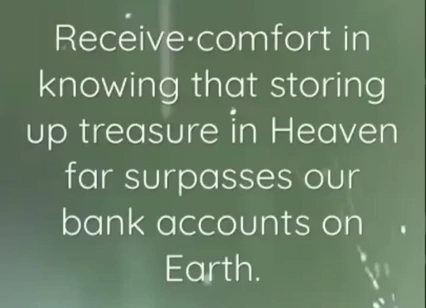 Receive comfort in
knowing that storing
up treasure in Heaven
far surpasses our
bank accounts on
Earth.